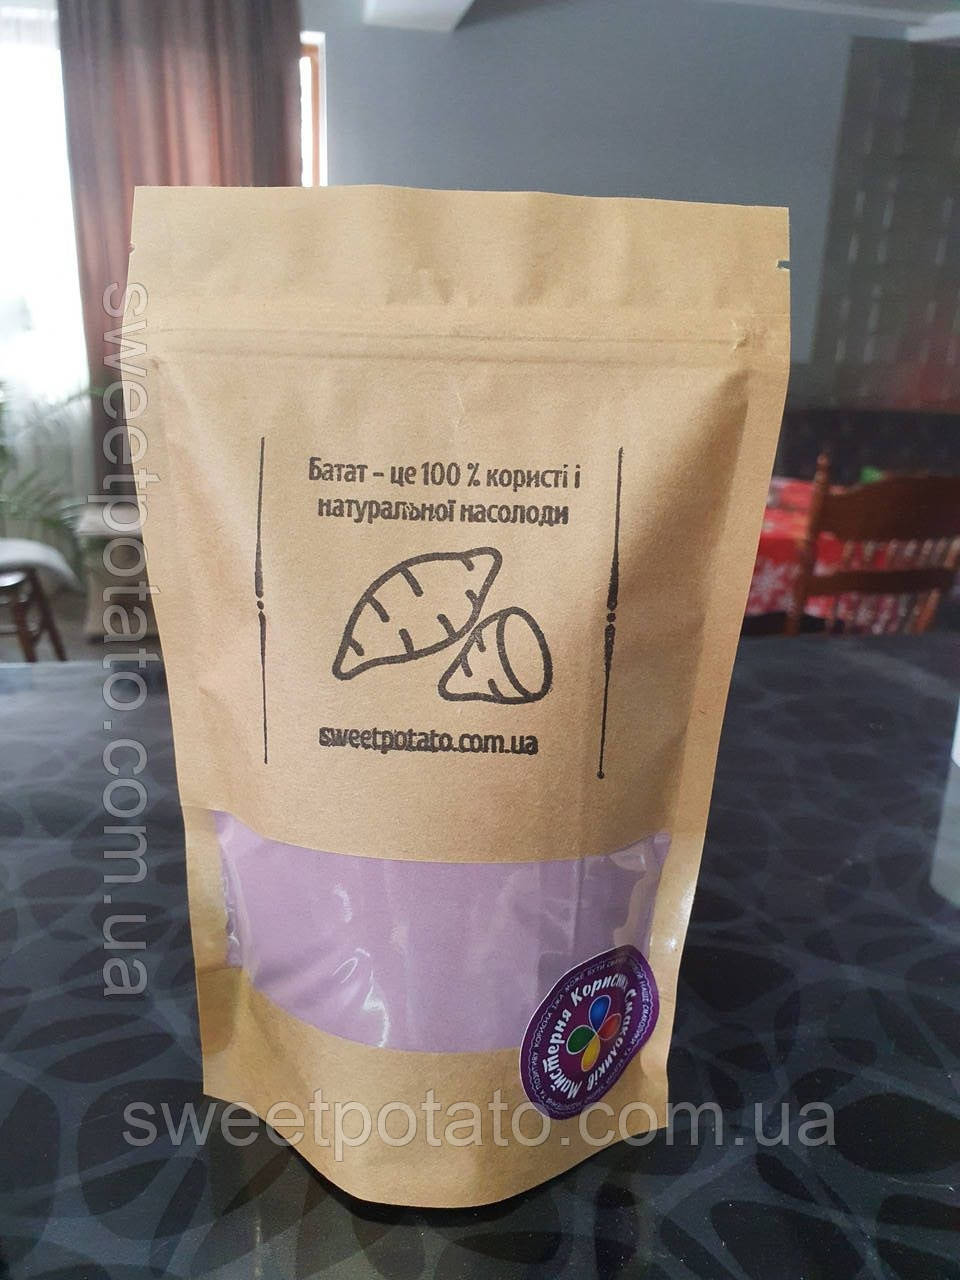 Батат – це 100 % користі і
натуральної насолоди
sweetpotato.com.ua
sweetpotato.com.ua
Майстерня Корисних Смаколиків
sweetpotato.com.ua